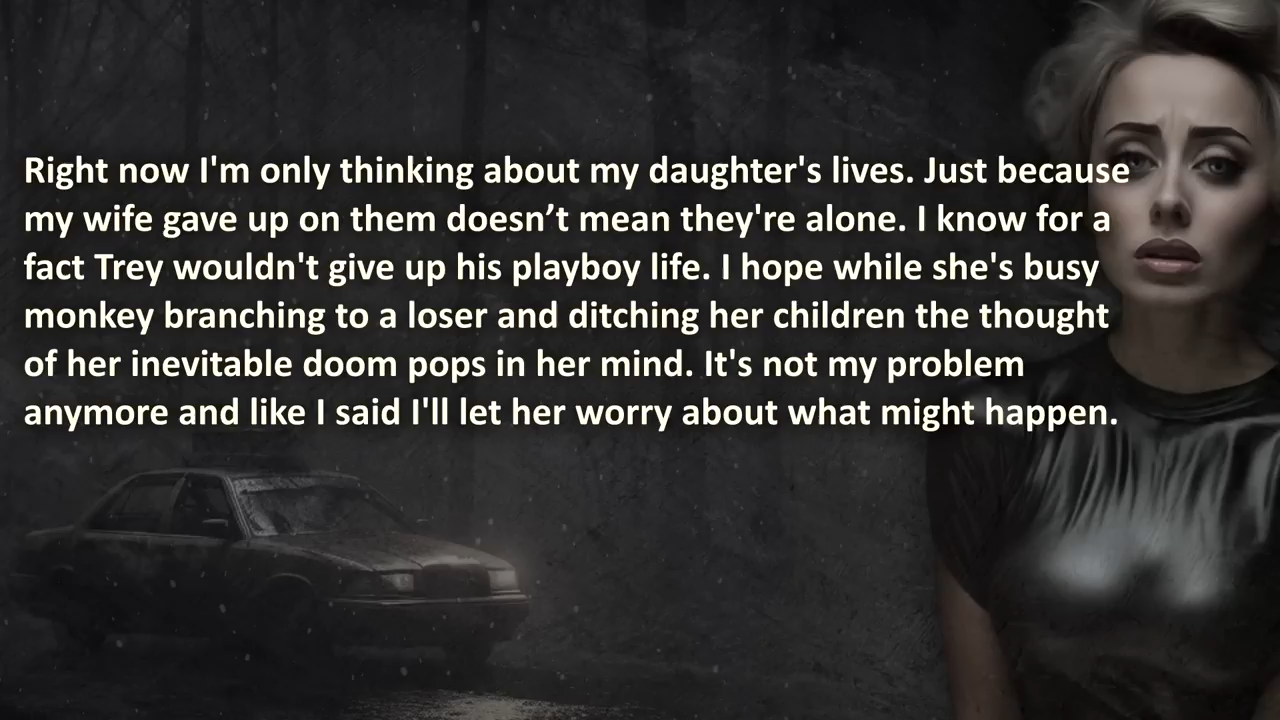 Right now I'm only thinking about my daughter's lives. Just because
my wife gave up on them doesn’t mean they're alone. I know for a
fact Trey wouldn't give up his playboy life. I hope while she's busy
monkey branching to a loser and ditching her children the thought
of her inevitable doom pops in her mind. It's not my problem
anymore and like I said I'll let her worry about what might happen.